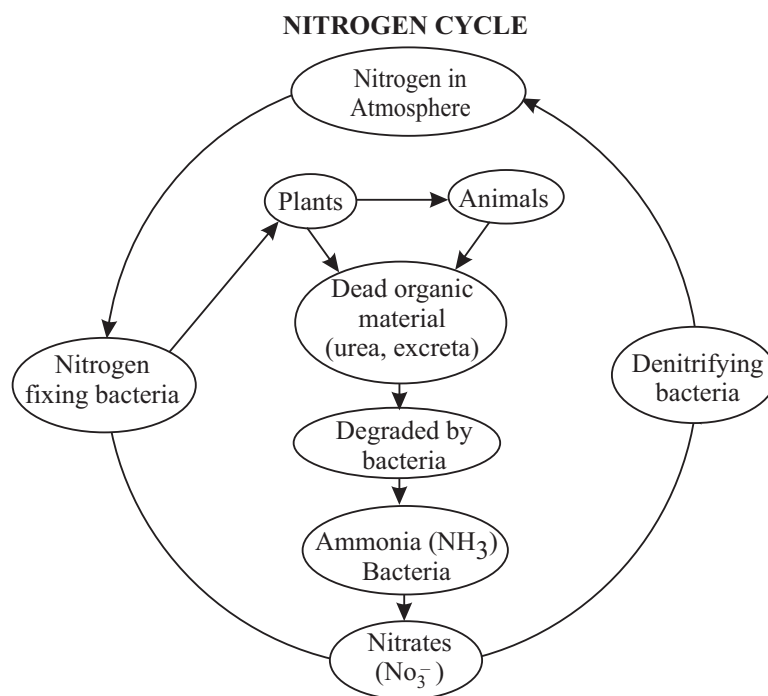 NITROGEN CYCLE
Nitrogen in
Atmosphere
Plants
Animals
Dead organic
material
(urea, excreta)
Nitrogen
fixing bacteria
Denitrifying
bacteria
Degraded by
bacteria
Ammonia (NH₃)
Bacteria
Nitrates
(No₃⁻)